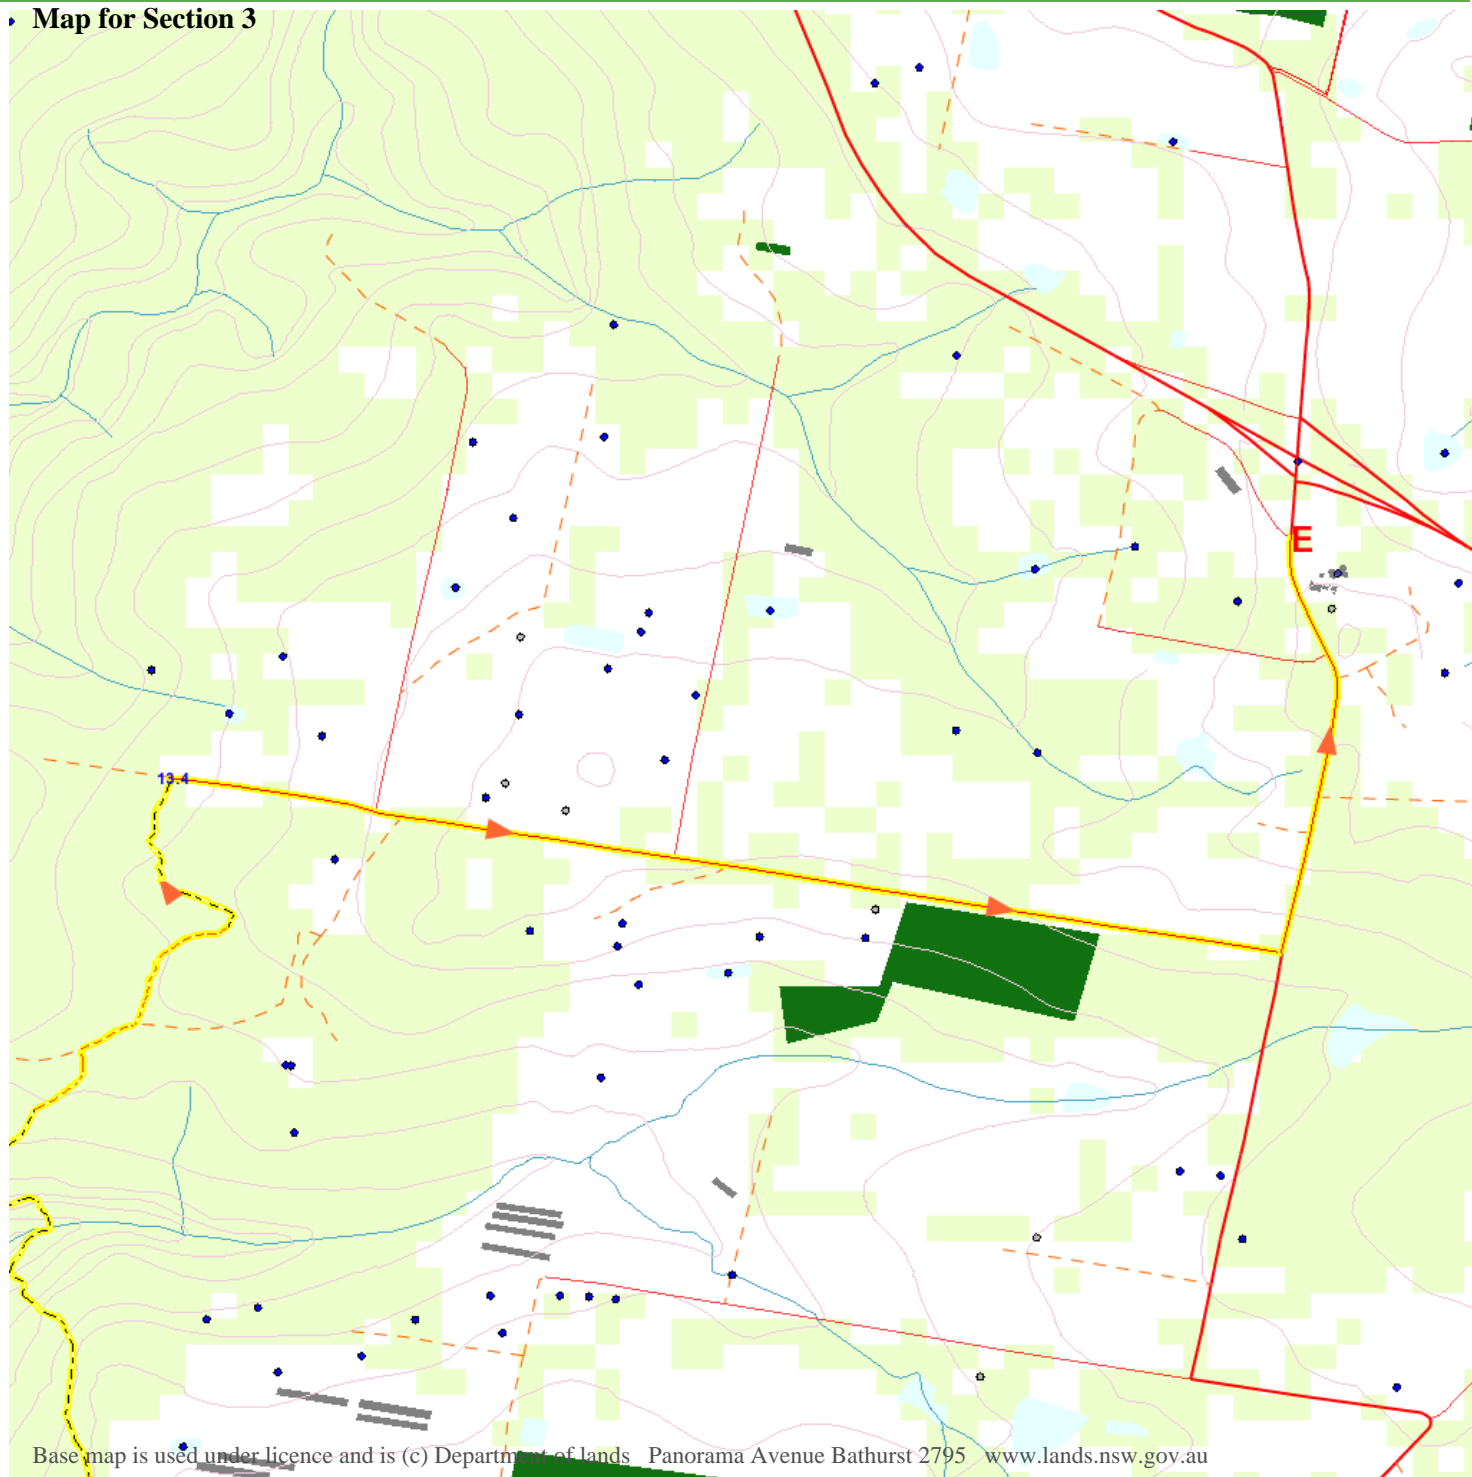 Map for Section 3
E
13.4
Base map is used under licence and is (c) Department of lands Panorama Avenue Bathurst 2795 www.lands.nsw.gov.au